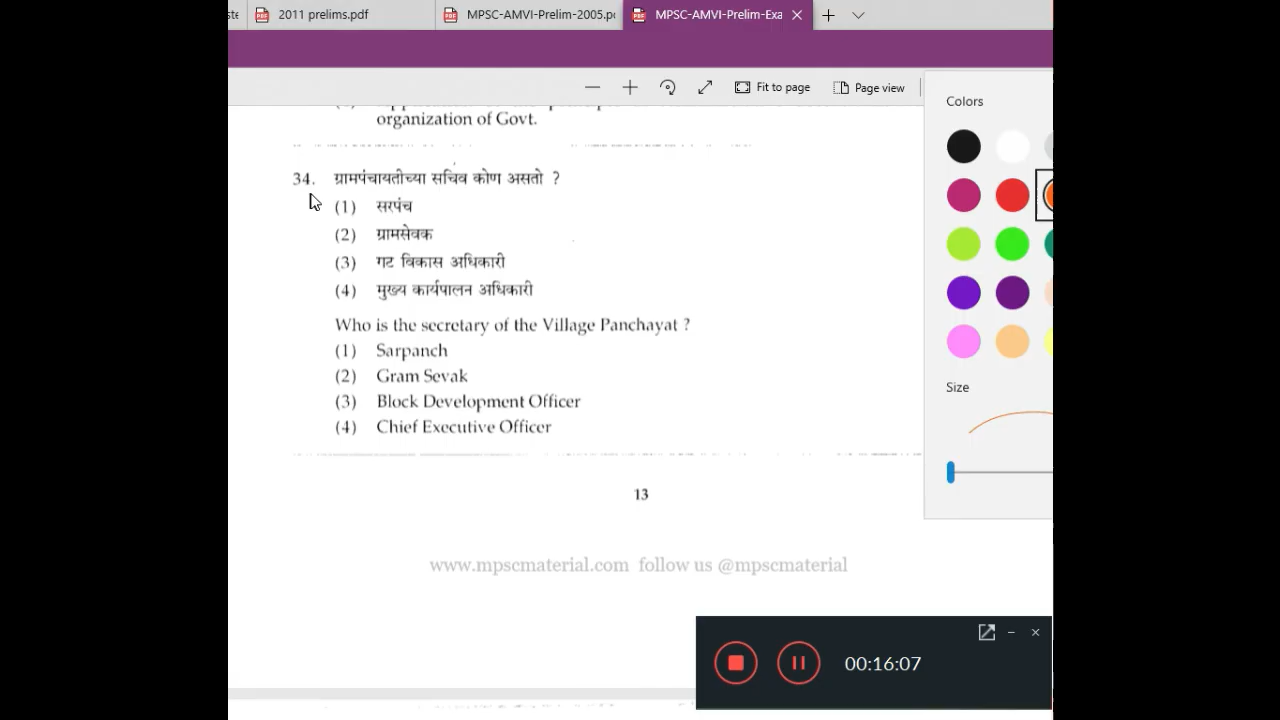 2011 prelims.pdf
MPSC-AMVI-Prelim-2005.p
MPSC-AMVI-Prelim-Exa
Fit to page
Page view
Colors
organization of Govt.
34. ग्रामपंचायतीच्या सचिव कोण असतो ?
(1) सरपंच
(2) ग्रामसेवक
(3) गट विकास अधिकारी
(4) मुख्य कार्यपालन अधिकारी
Who is the secretary of the Village Panchayat ?
(1) Sarpanch
(2) Gram Sevak
(3) Block Development Officer
(4) Chief Executive Officer
Size
13
www.mpscmaterial.com follow us @mpscmaterial
00:16:07